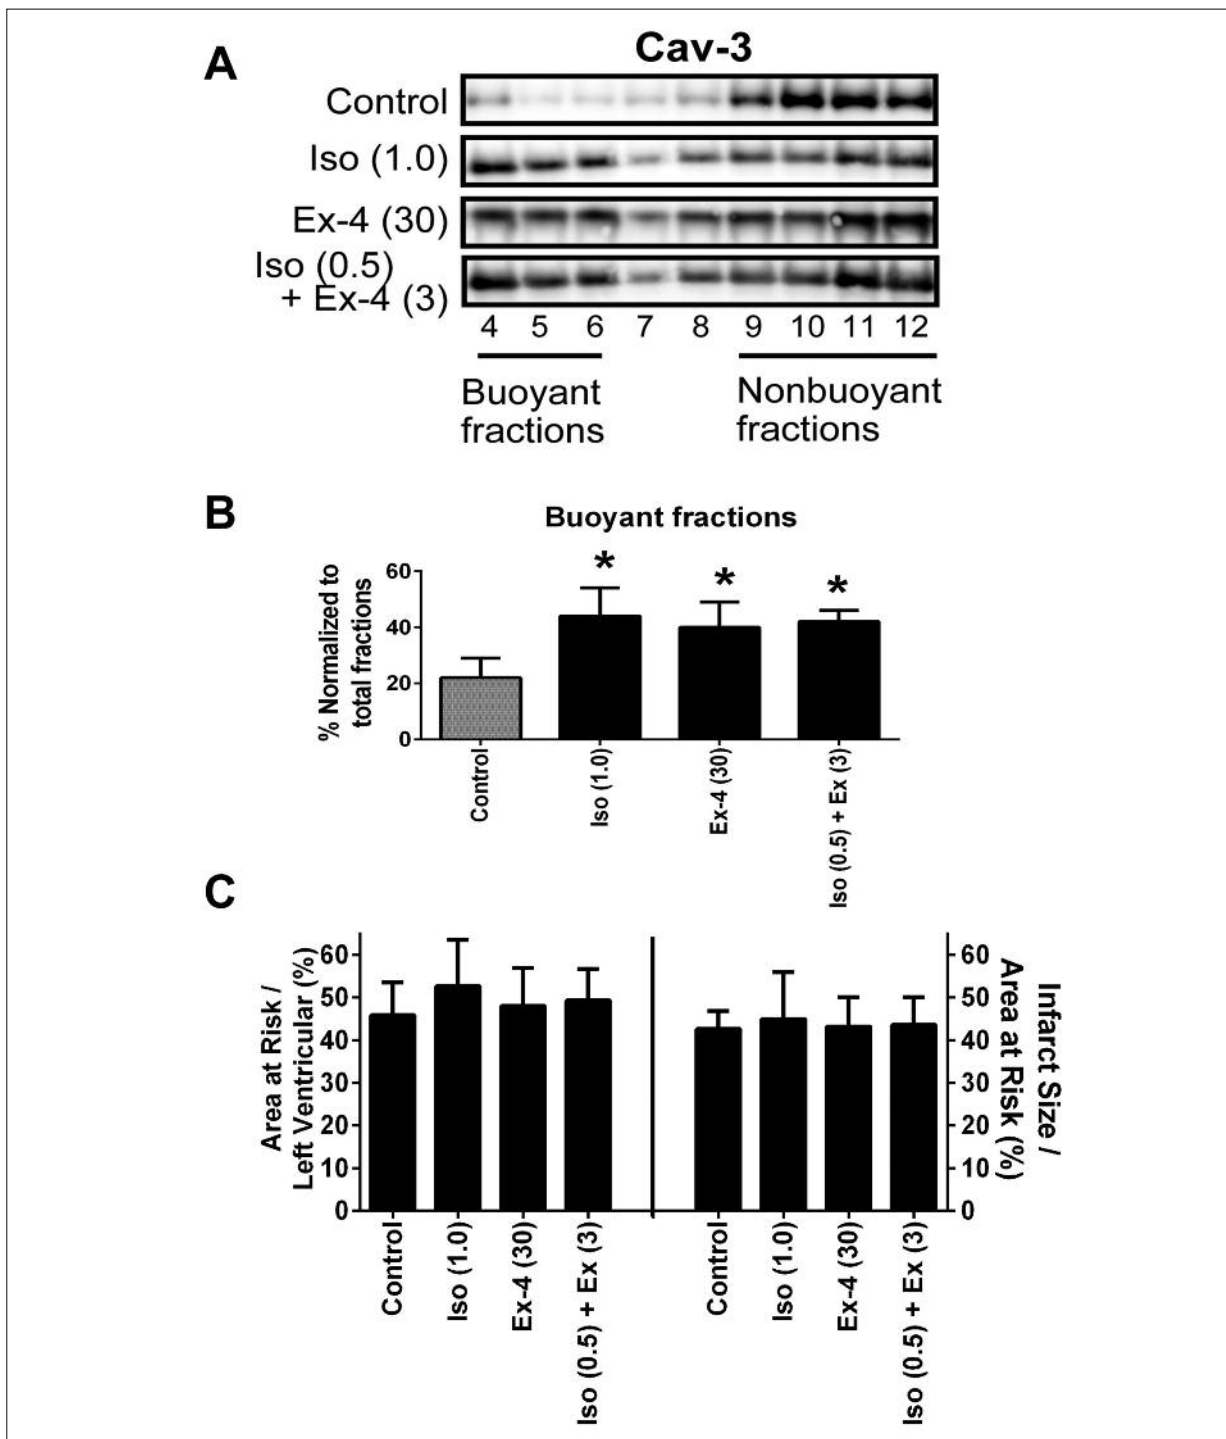 A
Cav-3
Control
Iso (1.0)
Ex-4 (30)
Iso (0.5)
+ Ex-4 (3)
4 5 6 7 8 9 10 11 12
Buoyant
fractions
Nonbuoyant
fractions
B
Buoyant fractions
% Normalized to
total fractions
60
40
20
0
*
*
*
Control
Iso (1.0)
Ex-4 (30)
Iso (0.5) + Ex (3)
C
Area at Risk /
Left Ventricular (%)
60
50
40
30
20
10
0
Control
Iso (1.0)
Ex-4 (30)
Iso (0.5) + Ex (3)
60
50
40
30
20
10
0
Infarct Size /
Area at Risk (%)
Control
Iso (1.0)
Ex-4 (30)
Iso (0.5) + Ex (3)